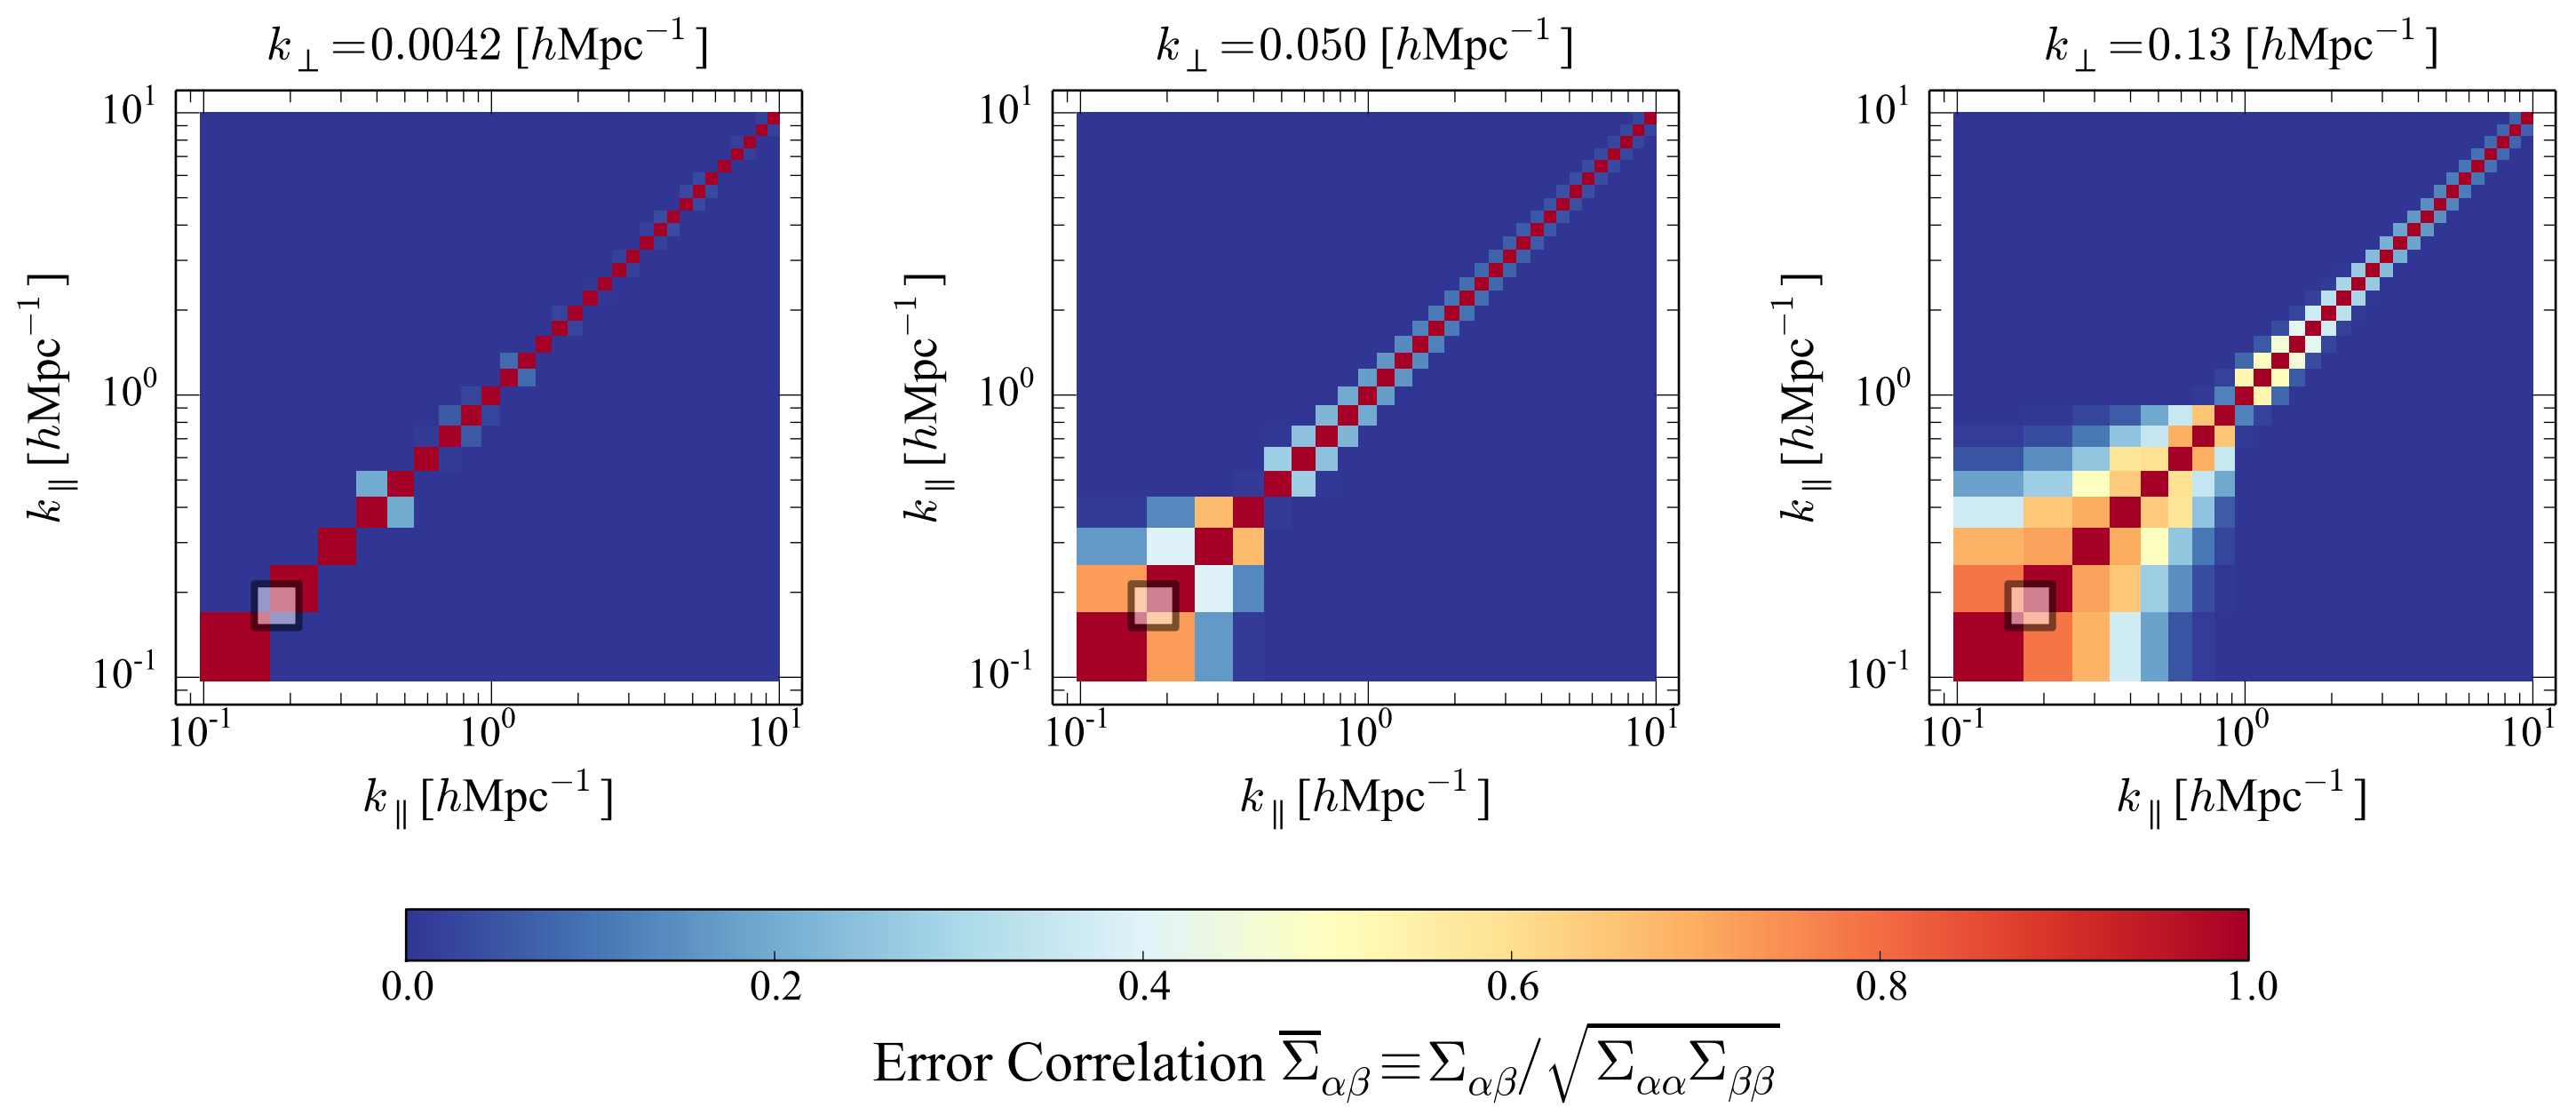 k⊥=0.0042 [hMpc⁻¹]
k⊥=0.050 [hMpc⁻¹]
k⊥=0.13 [hMpc⁻¹]
k∥ [hMpc⁻¹]
10¹
10⁰
10⁻¹
10⁻¹ 10⁰ 10¹
k∥ [hMpc⁻¹]
k∥ [hMpc⁻¹]
10¹
10⁰
10⁻¹
10⁻¹ 10⁰ 10¹
k∥ [hMpc⁻¹]
k∥ [hMpc⁻¹]
10¹
10⁰
10⁻¹
10⁻¹ 10⁰ 10¹
k∥ [hMpc⁻¹]
0.0 0.2 0.4 0.6 0.8 1.0
Error Correlation Σ̅αβ≡Σαβ/√ΣααΣββ